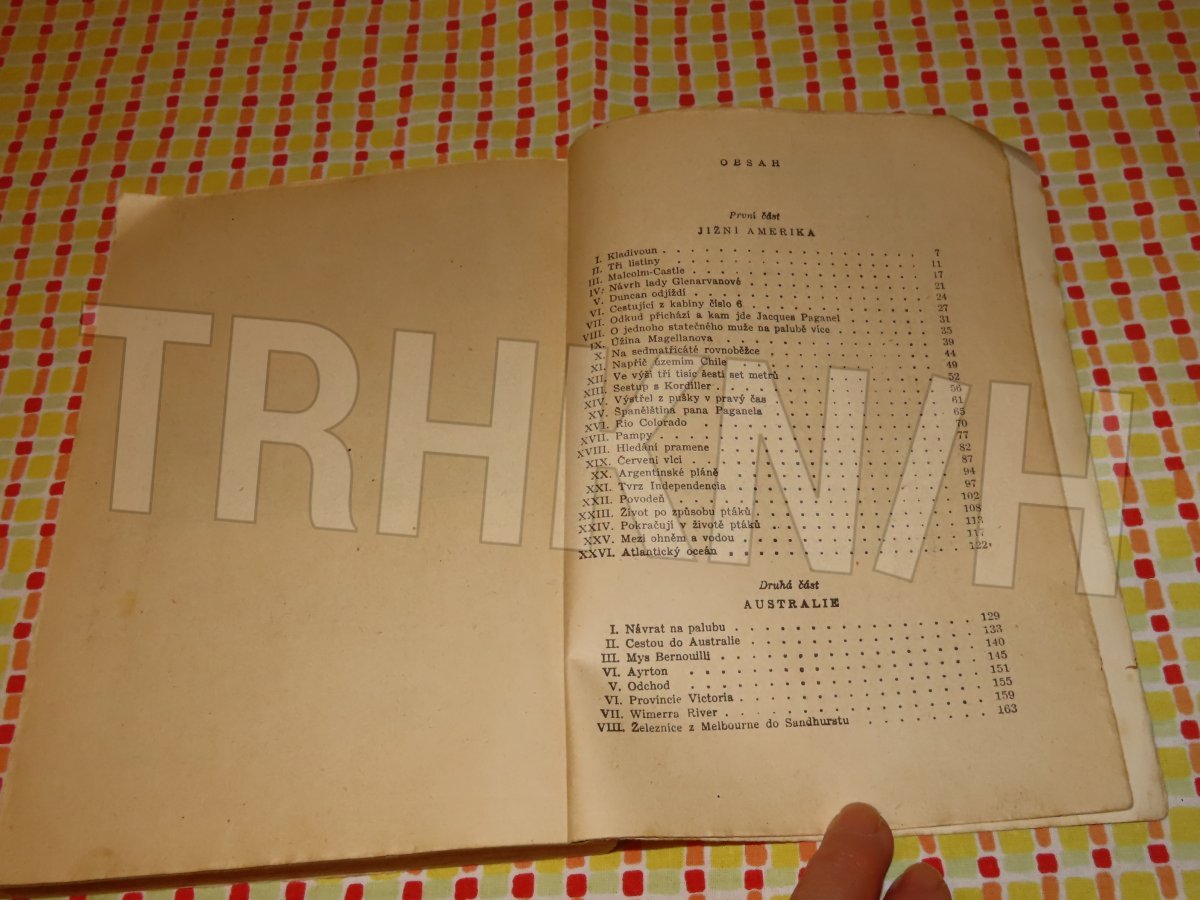 OBSAH
První část
JIŽNÍ AMERIKA
I. Kladivoun . . . . . . . . . . . . . . . . 7
II. Tři listiny . . . . . . . . . . . . . . . . 11
III. Malcolm-Castle . . . . . . . . . . . . . . . 17
IV. Návrh lady Glenarvanové . . . . . . . . . . . 21
V. Duncan odjíždí . . . . . . . . . . . . . . . 24
VI. Cestující z kabiny číslo 6 . . . . . . . . . . . 27
VII. Odkud přichází a kam jde Jacques Paganel . . . . . 31
VIII. O jednoho statečného muže na palubě více . . . . . 35
IX. Úžina Magellanova . . . . . . . . . . . . . 39
X. Na sedmatřicáté rovnoběžce . . . . . . . . . . 44
XI. Napříč územím Chile . . . . . . . . . . . . 49
XII. Ve výši tří tisíc šesti set metrů . . . . . . . . . 52
XIII. Sestup s Kordiller . . . . . . . . . . . . . 56
XIV. Výstřel z pušky v pravý čas . . . . . . . . . . 61
XV. Španělština pana Paganela . . . . . . . . . . 65
XVI. Rio Colorado . . . . . . . . . . . . . . 70
XVII. Pampy . . . . . . . . . . . . . . . . 77
XVIII. Hledání pramene . . . . . . . . . . . . . 82
XIX. Červení vlci . . . . . . . . . . . . . . 87
XX. Argentinské pláně . . . . . . . . . . . . . 94
XXI. Tvrz Independencia . . . . . . . . . . . . 97
XXII. Povodeň . . . . . . . . . . . . . . . 102
XXIII. Život po způsobu ptáků . . . . . . . . . . . 108
XXIV. Pokračují v životě ptáků . . . . . . . . . . . 113
XXV. Mezi ohněm a vodou . . . . . . . . . . . . 117
XXVI. Atlantický oceán . . . . . . . . . . . . . 122
Druhá část
AUSTRALIE
I. Návrat na palubu . . . . . . . . . . . . . 129
II. Cestou do Australie . . . . . . . . . . . . 133
III. Mys Bernouilli . . . . . . . . . . . . . . 140
VI. Ayrton . . . . . . . . . . . . . . . . 145
V. Odchod . . . . . . . . . . . . . . . . 151
VI. Provincie Victoria . . . . . . . . . . . . . 155
VII. Wimerra River . . . . . . . . . . . . . . 159
VIII. Železnice z Melbourne do Sandhurstu . . . . . . . 163
TRHKNIH